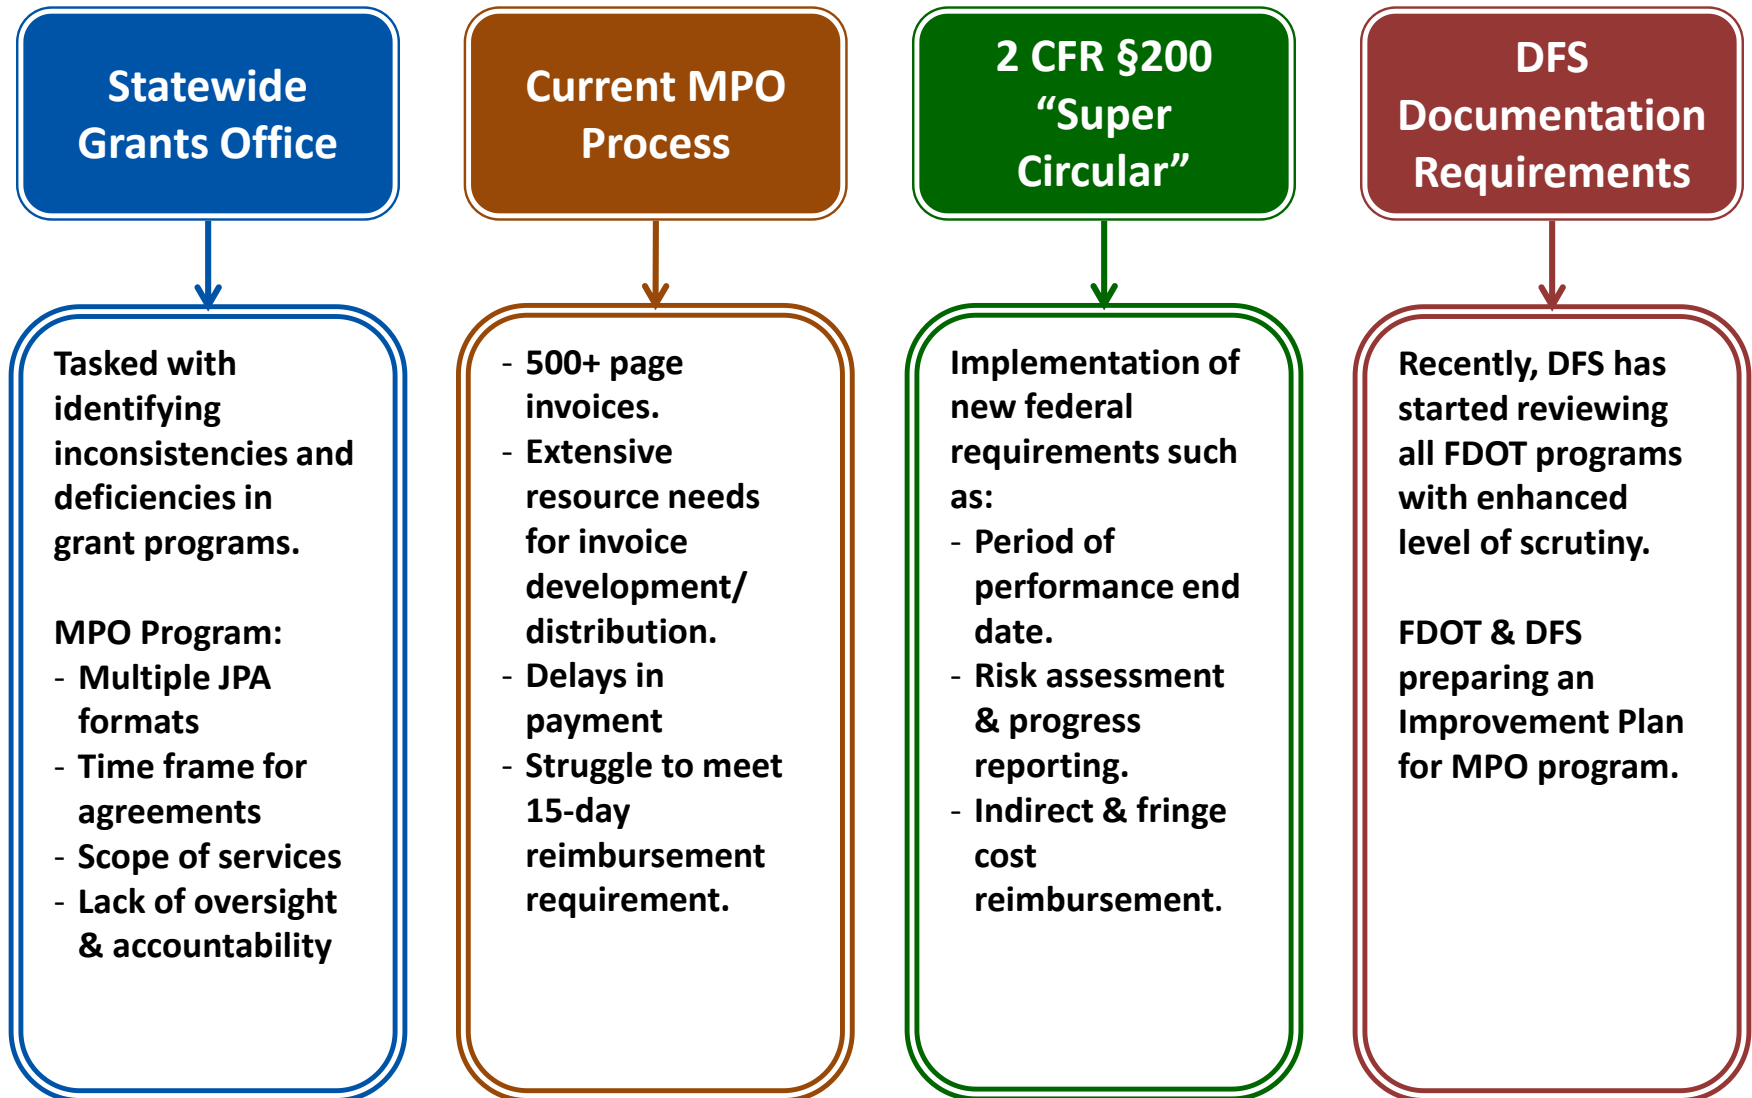 Statewide
Grants Office
Tasked with
identifying
inconsistencies and
deficiencies in
grant programs.
MPO Program:
- Multiple JPA
formats
- Time frame for
agreements
- Scope of services
- Lack of oversight
& accountability
Current MPO
Process
- 500+ page
invoices.
- Extensive
resource needs
for invoice
development/
distribution.
- Delays in
payment
- Struggle to meet
15-day
reimbursement
requirement.
2 CFR §200
“Super
Circular”
Implementation of
new federal
requirements such
as:
- Period of
performance end
date.
- Risk assessment
& progress
reporting.
- Indirect & fringe
cost
reimbursement.
DFS
Documentation
Requirements
Recently, DFS has
started reviewing
all FDOT programs
with enhanced
level of scrutiny.
FDOT & DFS
preparing an
Improvement Plan
for MPO program.